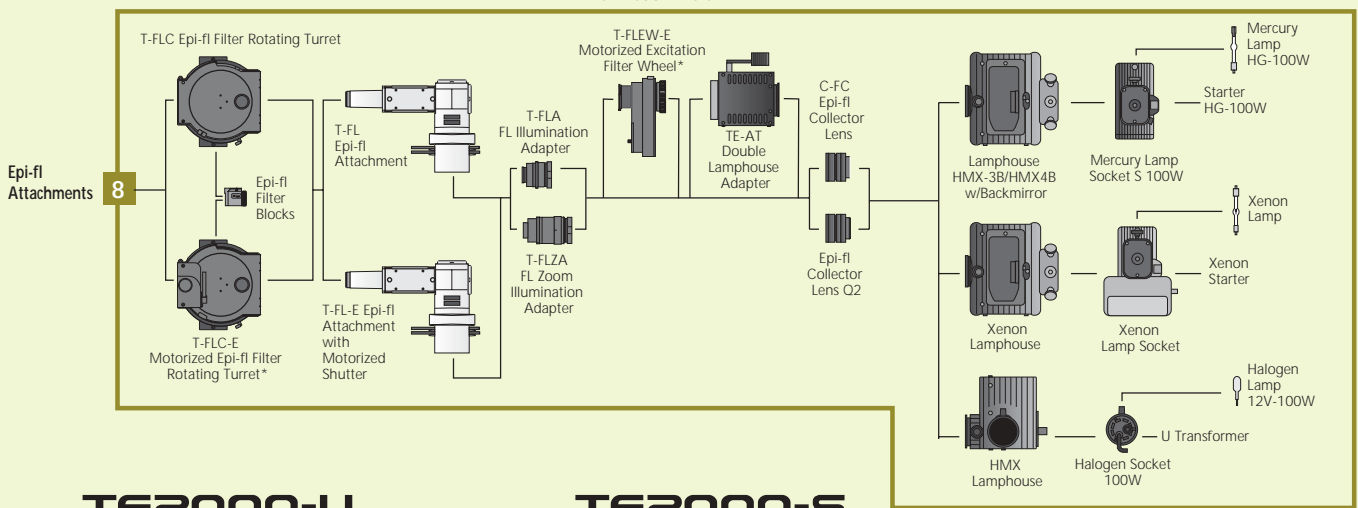 T-FLC Epi-fl Filter Rotating Turret
Epi-fl
Attachments
8
Epi-fl
Filter
Blocks
T-FLC-E
Motorized Epi-fl Filter
Rotating Turret*
T-FL
Epi-fl
Attachment
T-FL-E Epi-fl
Attachment
with
Motorized
Shutter
T-FLA
FL Illumination
Adapter
T-FLZA
FL Zoom
Illumination
Adapter
T-FLEW-E
Motorized Excitation
Filter Wheel*
TE-AT
Double
Lamphouse
Adapter
C-FC
Epi-fl
Collector
Lens
Epi-fl
Collector
Lens Q2
Lamphouse
HMX-3B/HMX4B
w/Backmirror
Mercury Lamp
Socket S 100W
Mercury
Lamp
HG-100W
Starter
HG-100W
Xenon
Lamphouse
Xenon
Lamp Socket
Xenon
Lamp
Xenon
Starter
HMX
Lamphouse
Halogen Socket
100W
Halogen
Lamp
12V-100W
U Transformer
TE2000-U
TE2000-S